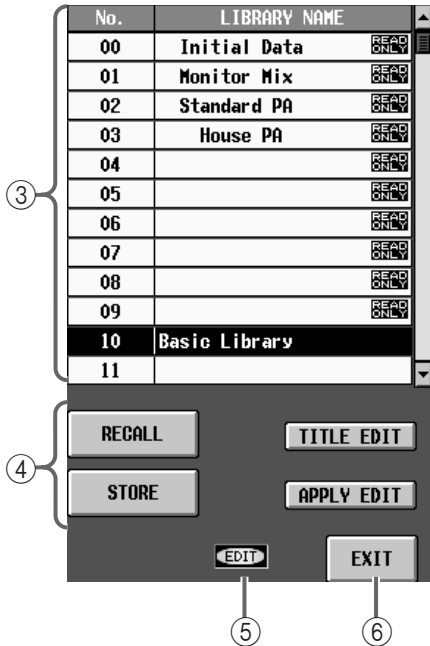 No. LIBRARY NAME
00 Initial Data READ ONLY
01 Monitor Mix READ ONLY
02 Standard PA READ ONLY
03 House PA READ ONLY
04 READ ONLY
05 READ ONLY
06 READ ONLY
07 READ ONLY
08 READ ONLY
09 READ ONLY
10 Basic Library
11
③
RECALL TITLE EDIT
④
STORE APPLY EDIT
EDIT EXIT
⑤ ⑥